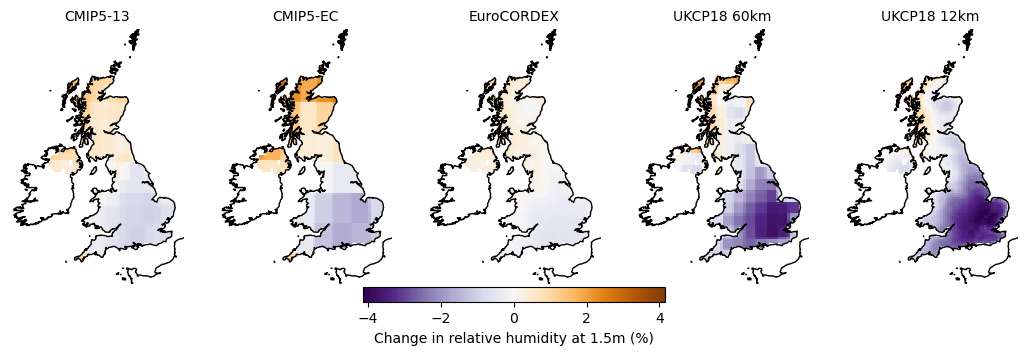 CMIP5-13 CMIP5-EC EuroCORDEX UKCP18 60km UKCP18 12km
−4 −2 0 2 4
Change in relative humidity at 1.5m (%)